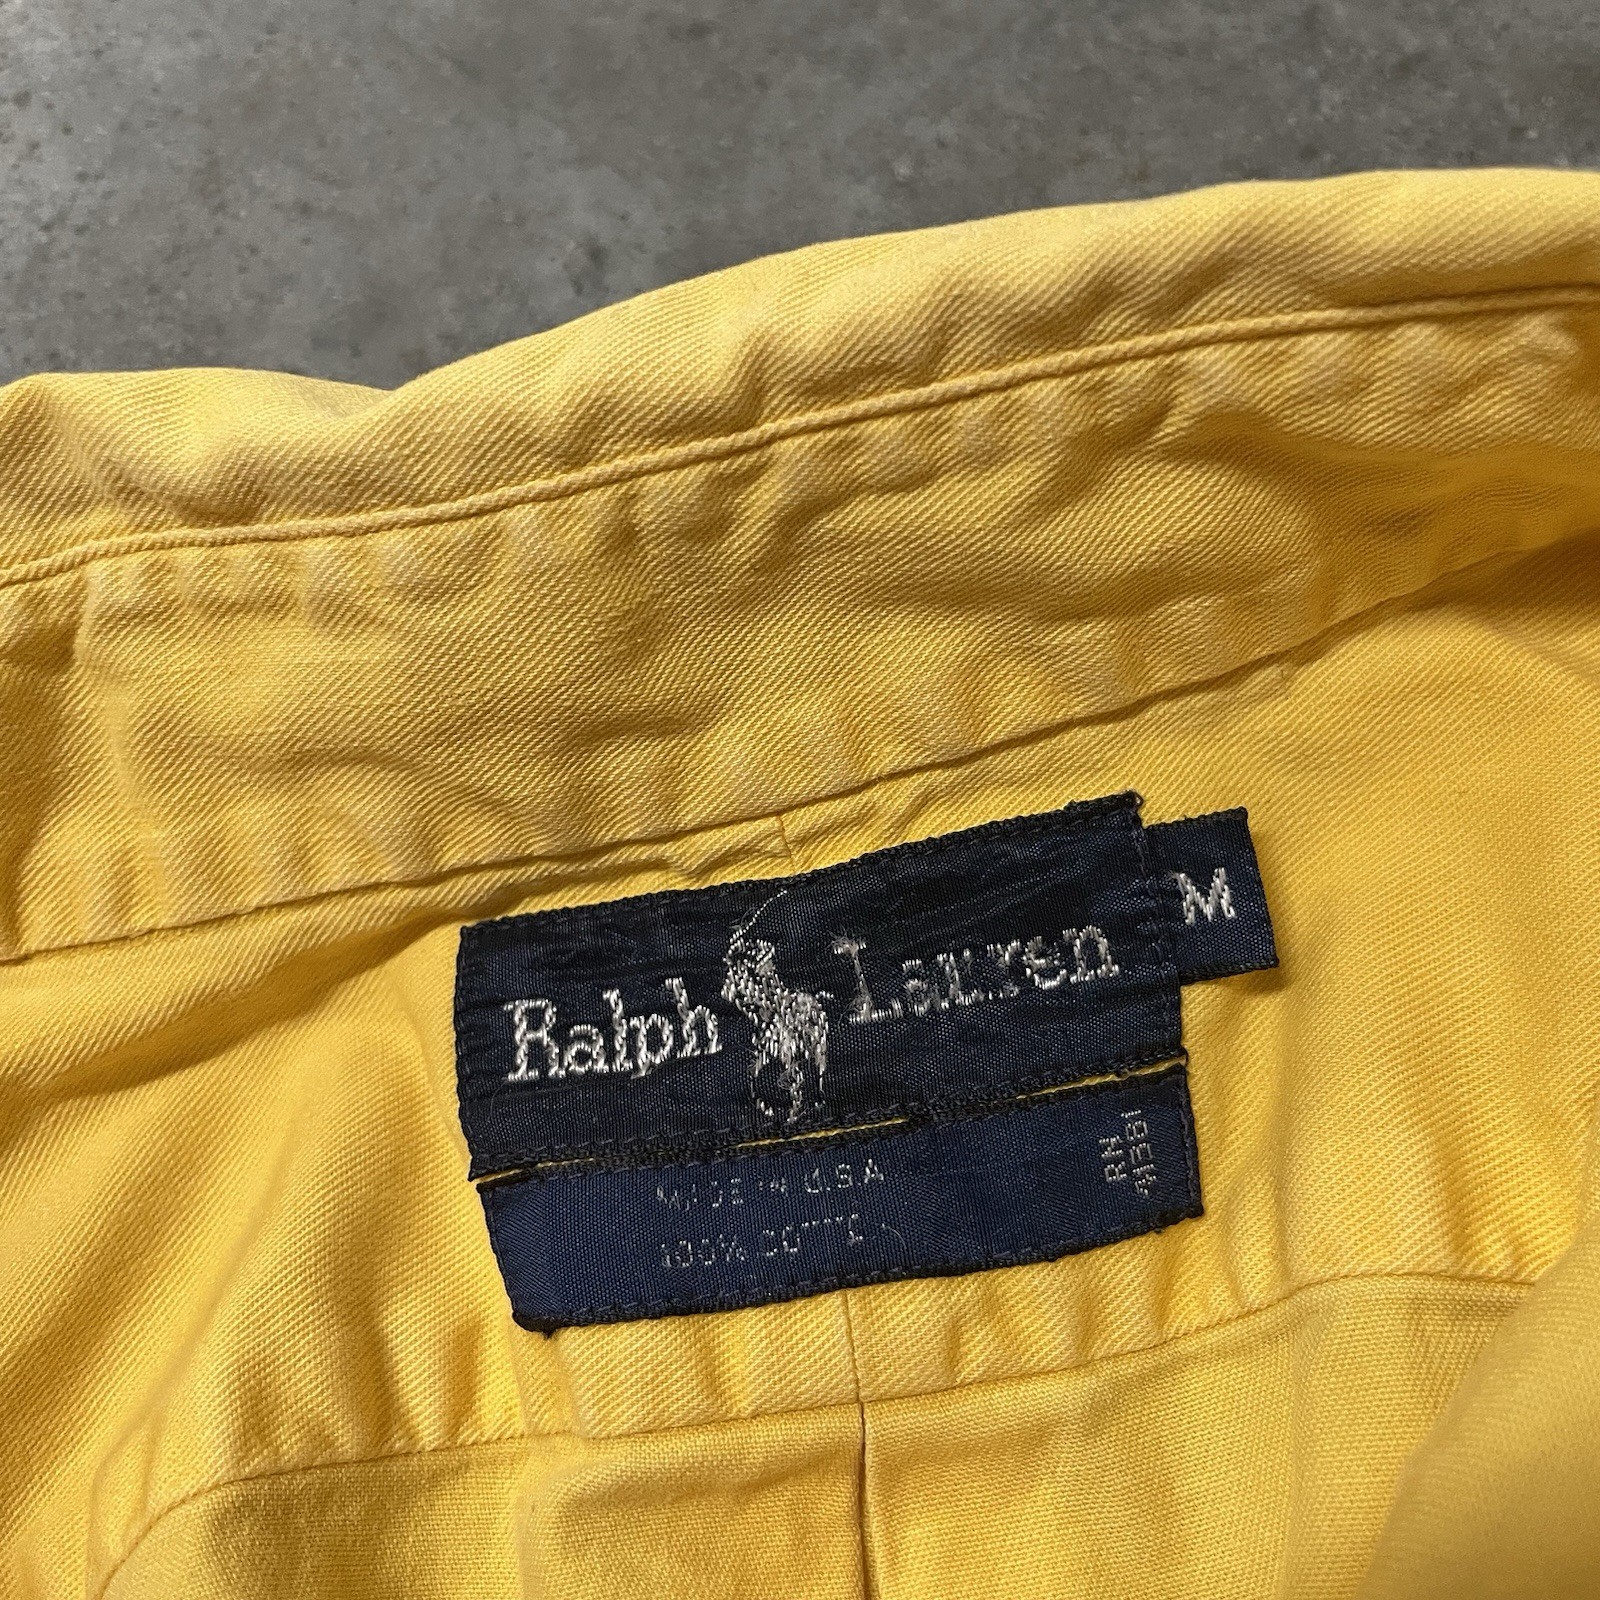 Ralph Lauren
M
MADE IN U.S.A
100% COTTON
RN
41381